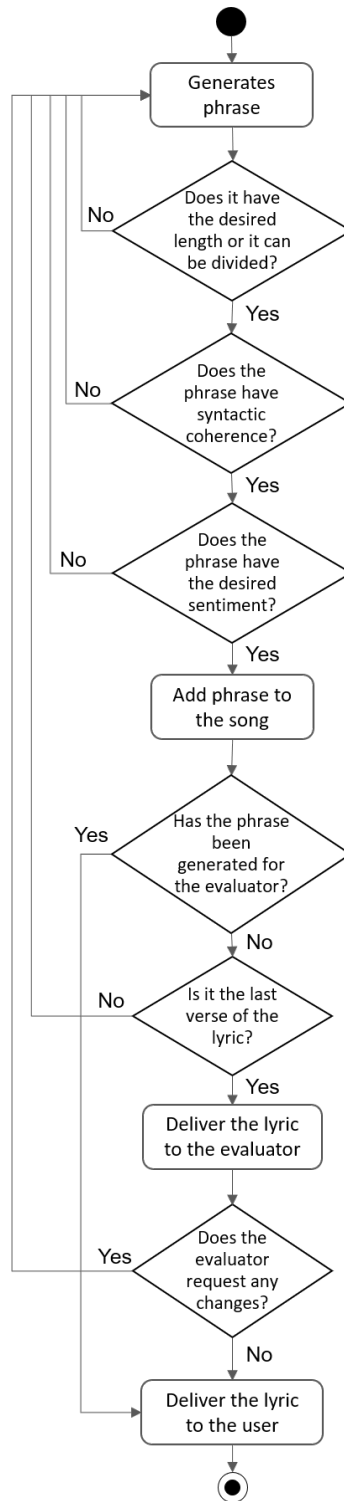 Generates
phrase
Does it have
the desired
length or it can
be divided?
No
Yes
Does the
phrase have
syntactic
coherence?
No
Yes
Does the
phrase have
the desired
sentiment?
No
Yes
Add phrase to
the song
Has the phrase
been
generated for
the evaluator?
Yes
No
Is it the last
verse of the
lyric?
No
Yes
Deliver the lyric
to the evaluator
Does the
evaluator
request any
changes?
Yes
No
Deliver the lyric
to the user